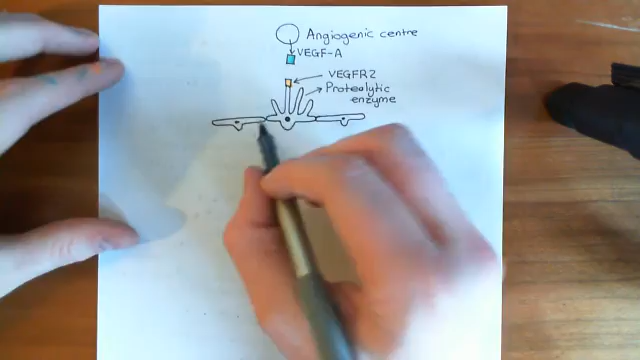 Angiogenic centre
VEGF-A
VEGFR2
Proteolytic
enzyme